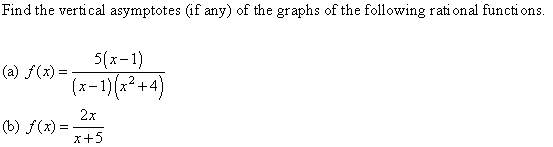 Find the vertical asymptotes (if any) of the graphs of the following rational functions.
(a) f(x) = 5(x−1) / (x−1)(x²+4)
(b) f(x) = 2x / x+5